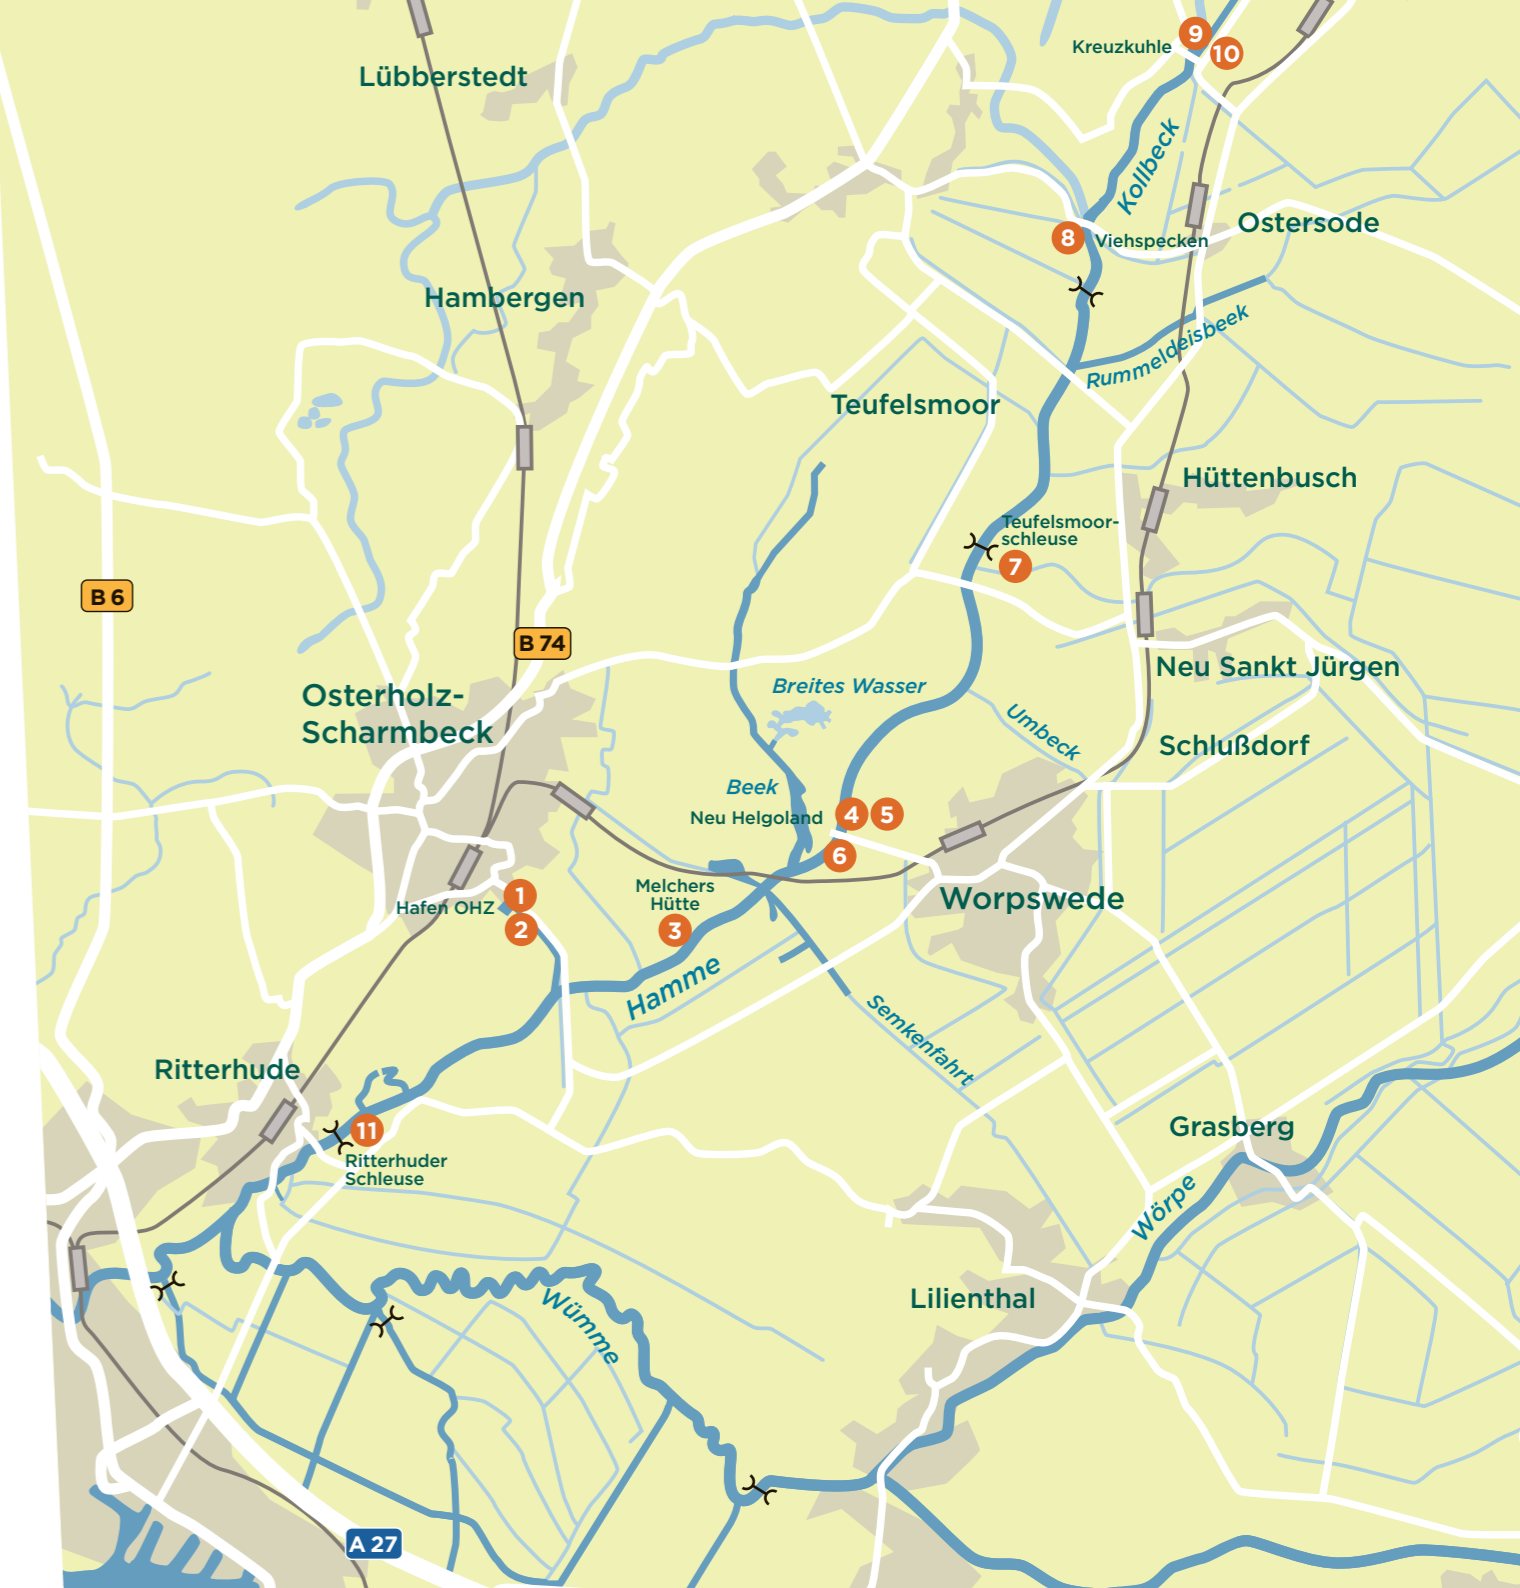 9
Kreuzkuhle
10
Lübberstedt
Kollbeck
Ostersode
8
Viehspecken
Hambergen
Rummeldeisbeek
Teufelsmoor
Hüttenbusch
Teufelsmoor-
schleuse
7
B 6
B 74
Neu Sankt Jürgen
Breites Wasser
Osterholz-
Scharmbeck
Umbeck
Schlußdorf
Beek
Neu Helgoland
4
5
6
Melchers
Hütte
3
Worpswede
1
Hafen OHZ
2
Hamme
Semkenfahrt
Ritterhude
11
Ritterhuder
Schleuse
Grasberg
Wörpe
Lilienthal
Wümme
A 27